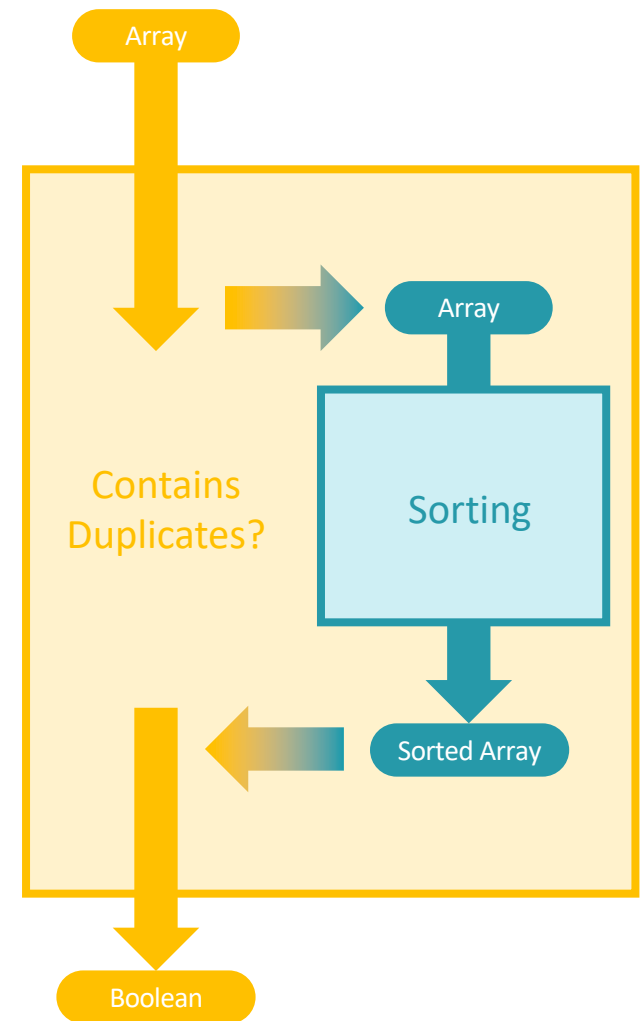 Array
Array
Contains
Duplicates?
Sorting
Sorted Array
Boolean